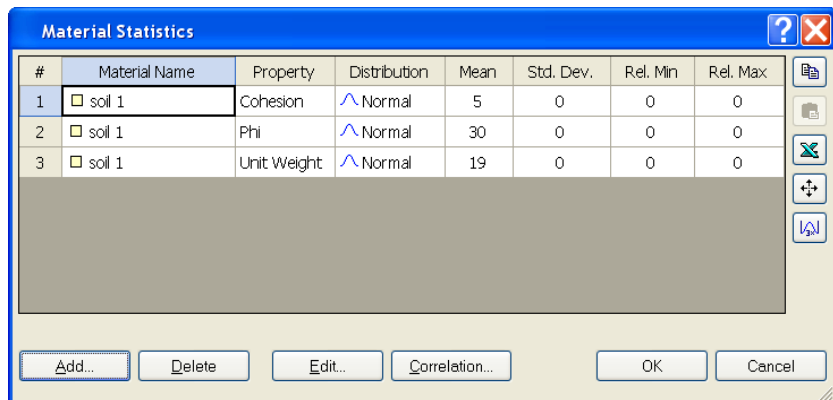 Material Statistics
# Material Name Property Distribution Mean Std. Dev. Rel. Min Rel. Max
1 soil 1 Cohesion Normal 5 0 0 0
2 soil 1 Phi Normal 30 0 0 0
3 soil 1 Unit Weight Normal 19 0 0 0
Add... Delete Edit... Correlation... OK Cancel